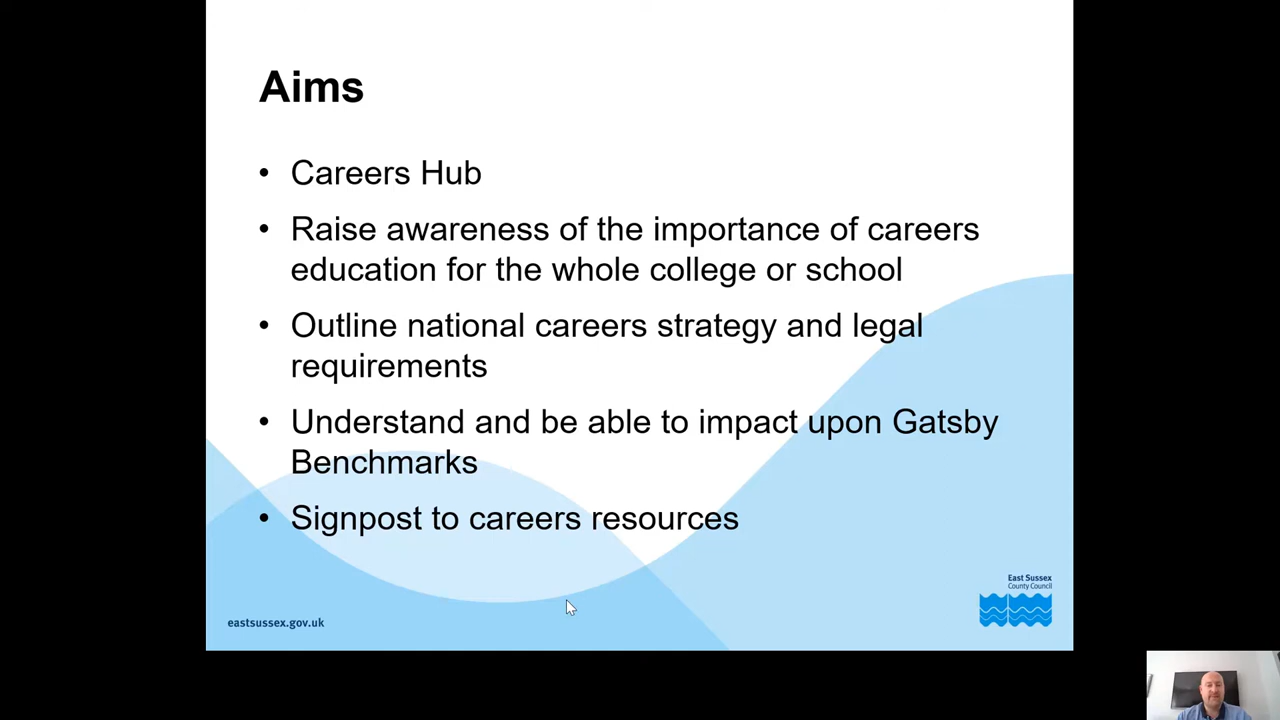 Aims
• Careers Hub
• Raise awareness of the importance of careers
education for the whole college or school
• Outline national careers strategy and legal
requirements
• Understand and be able to impact upon Gatsby
Benchmarks
• Signpost to careers resources
East Sussex
County Council
eastsussex.gov.uk